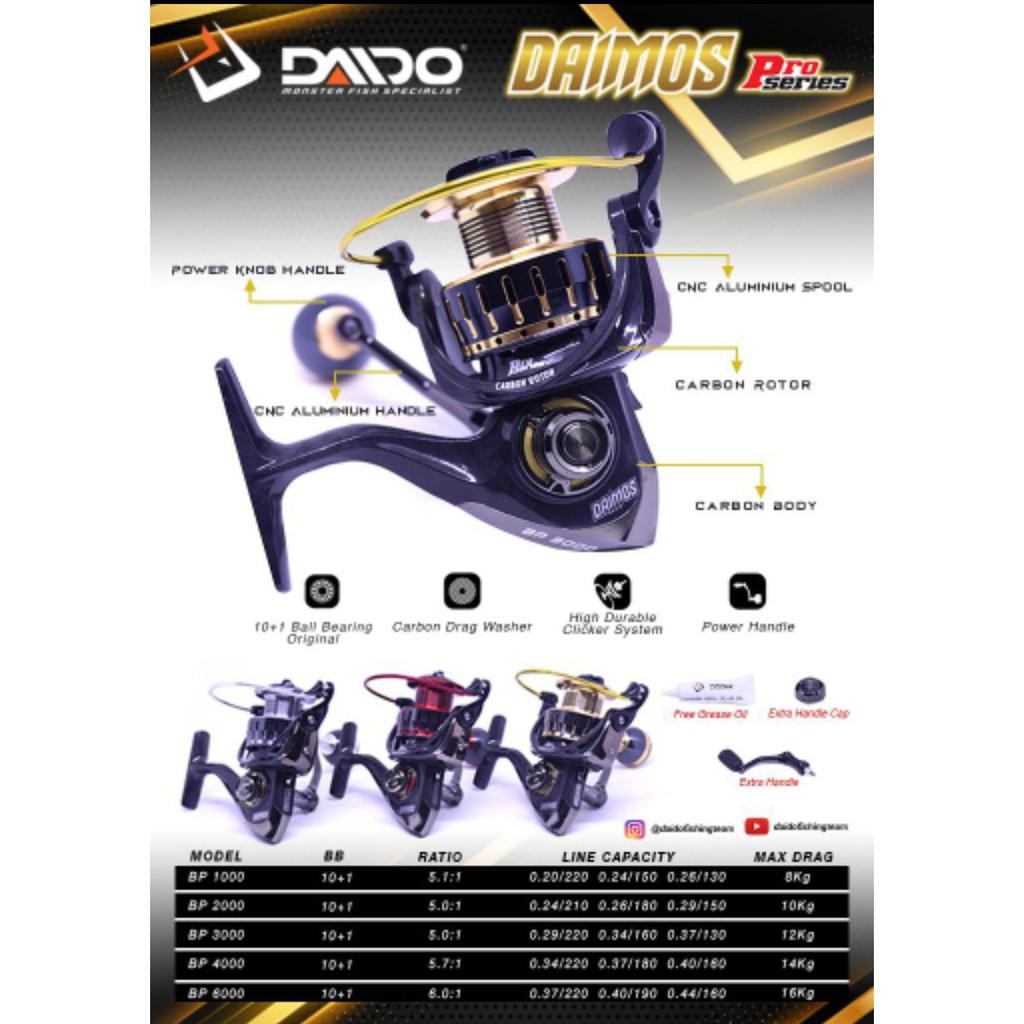 DAIDO®
MONSTER FISH SPECIALIST
DAIMOS Pro series
POWER KNOB HANDLE
CNC ALUMINIUM SPOOL
CARBON ROTOR
CARBON ROTOR
CNC ALUMINIUM HANDLE
DAIMOS
CARBON BODY
BP 3000
10+1 Ball Bearing
Original
Carbon Drag Washer
High Durable
Clicker System
Power Handle
Free Grease Oil
Extra Handle Cap
Extra Handle
@daidofishingteam
daidofishingteam
MODEL BB RATIO LINE CAPACITY MAX DRAG
BP 1000 10+1 5.1:1 0.20/220 0.24/150 0.26/130 8Kg
BP 2000 10+1 5.0:1 0.24/210 0.26/180 0.29/150 10Kg
BP 3000 10+1 5.0:1 0.29/220 0.34/160 0.37/130 12Kg
BP 4000 10+1 5.7:1 0.34/220 0.37/180 0.40/160 14Kg
BP 6000 10+1 6.0:1 0.37/220 0.40/190 0.44/160 16Kg